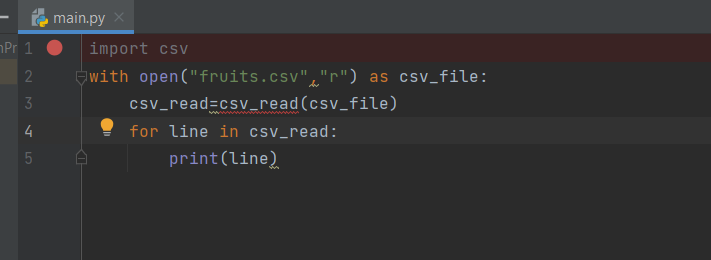 main.py
nPr
1 import csv
2 with open("fruits.csv","r") as csv_file:
3 csv_read=csv_read(csv_file)
4 for line in csv_read:
5 print(line)